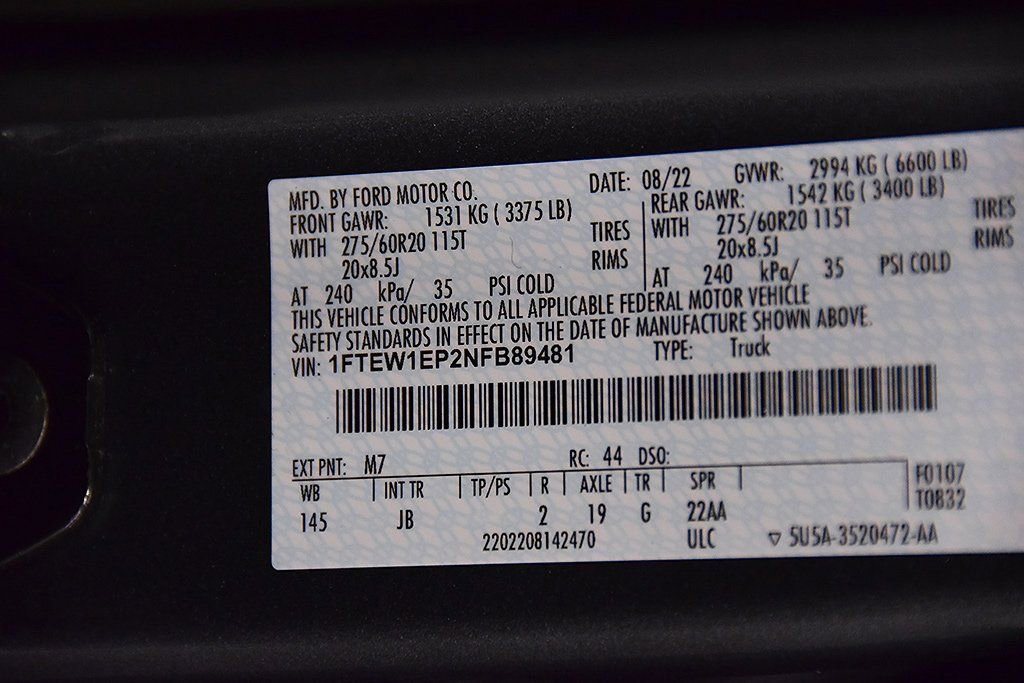 MFD. BY FORD MOTOR CO. DATE: 08/22 GVWR: 2994 KG ( 6600 LB)
FRONT GAWR: 1531 KG ( 3375 LB) REAR GAWR: 1542 KG ( 3400 LB)
WITH 275/60R20 115T TIRES WITH 275/60R20 115T TIRES
20x8.5J RIMS 20x8.5J RIMS
AT 240 kPa/ 35 PSI COLD AT 240 kPa/ 35 PSI COLD
THIS VEHICLE CONFORMS TO ALL APPLICABLE FEDERAL MOTOR VEHICLE
SAFETY STANDARDS IN EFFECT ON THE DATE OF MANUFACTURE SHOWN ABOVE.
VIN: 1FTEW1EP2NFB89481 TYPE: Truck
EXT PNT: M7 RC: 44 DSO:
WB INT TR TP/PS R AXLE TR SPR F0107
T0832
145 JB 2 19 G 22AA
2202208142470 ULC ▽ 5U5A-3520472-AA